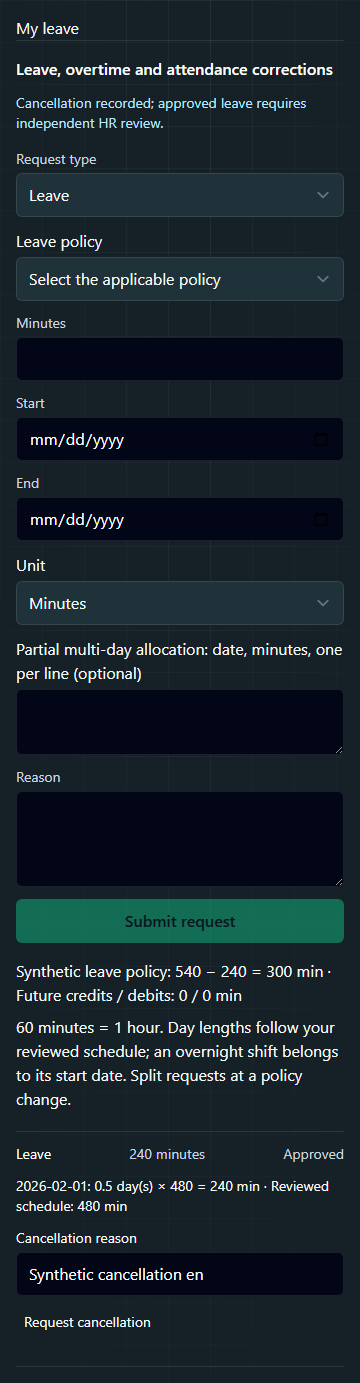 My leave
Leave, overtime and attendance corrections
Cancellation recorded; approved leave requires
independent HR review.
Request type
Leave
Leave policy
Select the applicable policy
Minutes
Start
mm/dd/yyyy
End
mm/dd/yyyy
Unit
Minutes
Partial multi-day allocation: date, minutes, one
per line (optional)
Reason
Submit request
Synthetic leave policy: 540 − 240 = 300 min ·
Future credits / debits: 0 / 0 min
60 minutes = 1 hour. Day lengths follow your
reviewed schedule; an overnight shift belongs
to its start date. Split requests at a policy
change.
Leave 240 minutes Approved
2026-02-01: 0.5 day(s) × 480 = 240 min · Reviewed
schedule: 480 min
Cancellation reason
Synthetic cancellation en
Request cancellation